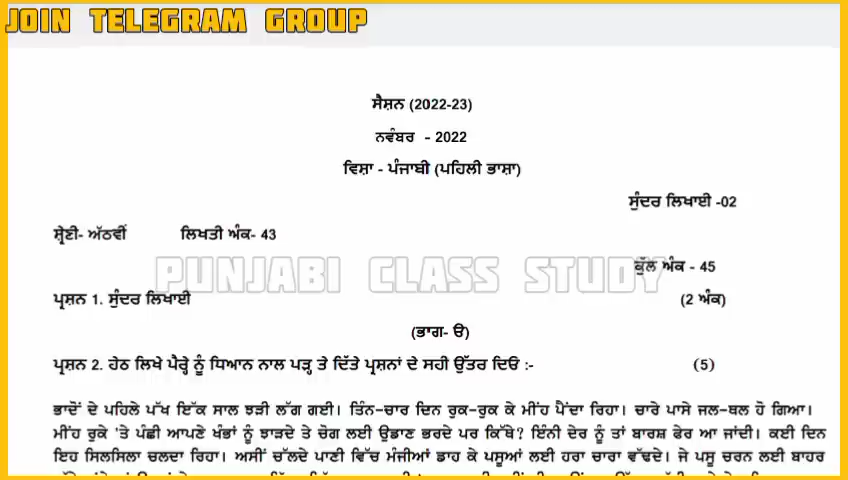 JOIN TELEGRAM GROUP
ਸੈਸ਼ਨ (2022-23)
ਨਵੰਬਰ - 2022
ਵਿਸ਼ਾ - ਪੰਜਾਬੀ (ਪਹਿਲੀ ਭਾਸ਼ਾ)
ਸੁੰਦਰ ਲਿਖਾਈ -02
ਸ਼੍ਰੇਣੀ- ਅੱਠਵੀਂ ਲਿਖਤੀ ਅੰਕ- 43
ਕੁੱਲ ਅੰਕ - 45
PUNJABI CLASS STUDY
ਪ੍ਰਸ਼ਨ 1. ਸੁੰਦਰ ਲਿਖਾਈ (2 ਅੰਕ)
(ਭਾਗ- ੳ)
ਪ੍ਰਸ਼ਨ 2. ਹੇਠ ਲਿਖੇ ਪੈਰ੍ਹੇ ਨੂੰ ਧਿਆਨ ਨਾਲ ਪੜ੍ਹ ਤੇ ਦਿੱਤੇ ਪ੍ਰਸ਼ਨਾਂ ਦੇ ਸਹੀ ਉੱਤਰ ਦਿਓ :- (5)
ਭਾਦੋਂ ਦੇ ਪਹਿਲੇ ਪੱਖ ਇੱਕ ਸਾਲ ਝੜੀ ਲੱਗ ਗਈ। ਤਿੰਨ-ਚਾਰ ਦਿਨ ਰੁਕ-ਰੁਕ ਕੇ ਮੀਂਹ ਪੈਂਦਾ ਰਿਹਾ। ਚਾਰੇ ਪਾਸੇ ਜਲ-ਥਲ ਹੋ ਗਿਆ।
ਮੀਂਹ ਰੁਕੇ 'ਤੇ ਪੰਛੀ ਆਪਣੇ ਖੰਭਾਂ ਨੂੰ ਝਾੜਦੇ ਤੇ ਚੋਗ ਲਈ ਉਡਾਣ ਭਰਦੇ ਪਰ ਕਿੱਥੇ? ਇੰਨੀ ਦੇਰ ਨੂੰ ਤਾਂ ਬਾਰਸ਼ ਫੇਰ ਆ ਜਾਂਦੀ। ਕਈ ਦਿਨ
ਇਹ ਸਿਲਸਿਲਾ ਚਲਦਾ ਰਿਹਾ। ਅਸੀਂ ਚੱਲਦੇ ਪਾਣੀ ਵਿੱਚ ਮੰਜੀਆਂ ਡਾਹ ਕੇ ਪਸੂਆਂ ਲਈ ਹਰਾ ਚਾਰਾ ਵੱਢਦੇ। ਜੇ ਪਸੂ ਚਰਨ ਲਈ ਬਾਹਰ